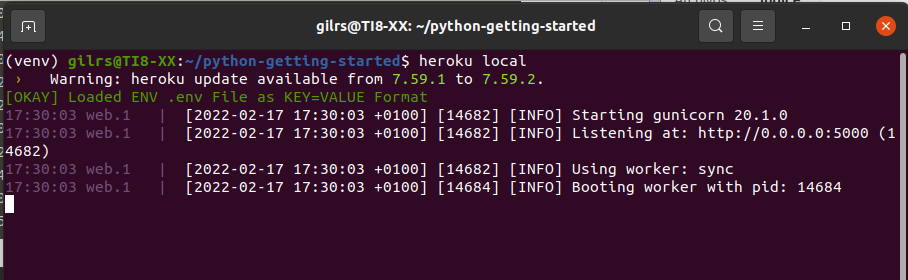 gilrs@TI8-XX: ~/python-getting-started
(venv) gilrs@TI8-XX:~/python-getting-started$ heroku local
›   Warning: heroku update available from 7.59.1 to 7.59.2.
[OKAY] Loaded ENV .env File as KEY=VALUE Format
17:30:03 web.1   |  [2022-02-17 17:30:03 +0100] [14682] [INFO] Starting gunicorn 20.1.0
17:30:03 web.1   |  [2022-02-17 17:30:03 +0100] [14682] [INFO] Listening at: http://0.0.0.0:5000 (1
4682)
17:30:03 web.1   |  [2022-02-17 17:30:03 +0100] [14682] [INFO] Using worker: sync
17:30:03 web.1   |  [2022-02-17 17:30:03 +0100] [14684] [INFO] Booting worker with pid: 14684